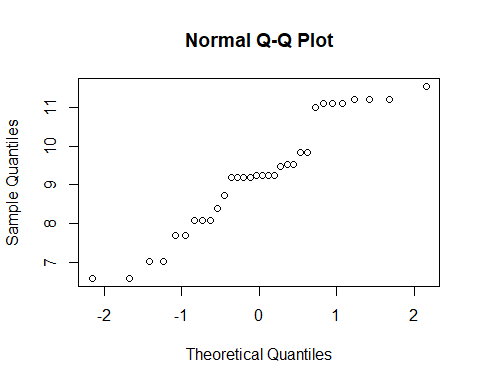 Normal Q-Q Plot
11
10
9
8
7
Sample Quantiles
-2 -1 0 1 2
Theoretical Quantiles